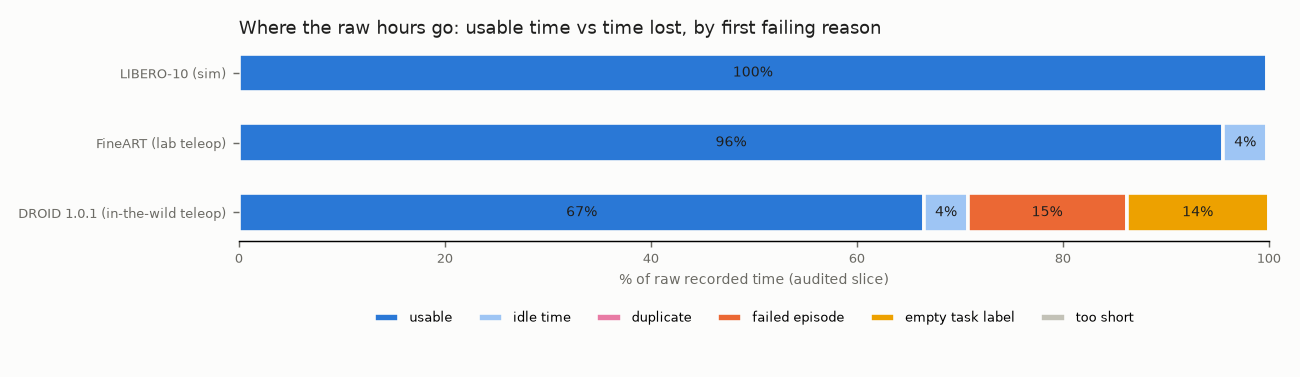 Where the raw hours go: usable time vs time lost, by first failing reason
LIBERO-10 (sim)
100%
FineART (lab teleop)
96%
4%
DROID 1.0.1 (in-the-wild teleop)
67%
4%
15%
14%
0 20 40 60 80 100
% of raw recorded time (audited slice)
usable idle time duplicate failed episode empty task label too short